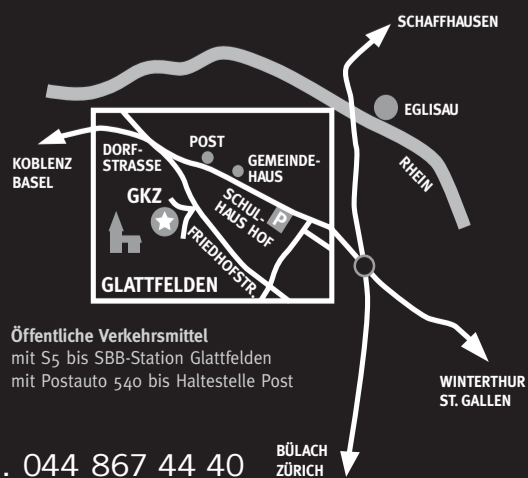 SCHAFFHAUSEN
EGLISAU
RHEIN
KOBLENZ
BASEL
DORF-
STRASSE
POST
GEMEINDE-
HAUS
GKZ
SCHUL-
HAUS HOF
P
FRIEDHOFSTR.
GLATTFELDEN
Öffentliche Verkehrsmittel
mit S5 bis SBB-Station Glattfelden
mit Postauto 540 bis Haltestelle Post
WINTERTHUR
ST. GALLEN
BÜLACH
ZÜRICH
. 044 867 44 40